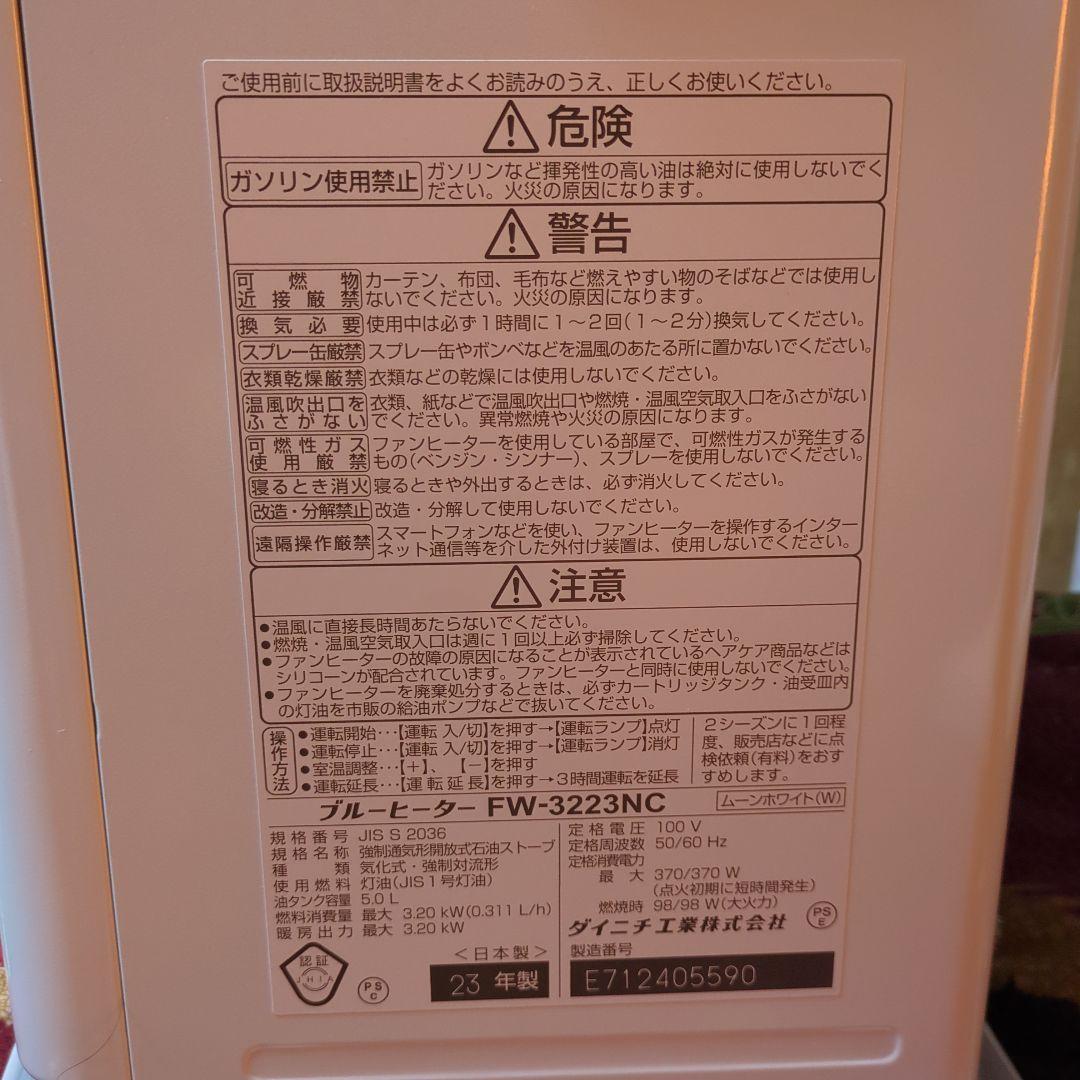 ご使用前に取扱説明書をよくお読みのうえ、正しくお使いください。
危険
ガソリン使用禁止
ガソリンなど揮発性の高い油は絶対に使用しないでく
ださい。火災の原因になります。
警告
可燃物
近接厳禁
カーテン、布団、毛布など燃えやすい物のそばなどでは使用し
ないでください。火災の原因になります。
換気必要
使用中は必ず1時間に1〜2回(1〜2分)換気してください。
スプレー缶厳禁
スプレー缶やボンベなどを温風のあたる所に置かないでください。
衣類乾燥厳禁
衣類などの乾燥には使用しないでください。
温風吹出口を
ふさがない
衣類、紙などで温風吹出口や燃焼・温風空気取入口をふさがない
でください。異常燃焼や火災の原因になります。
可燃性ガス
使用厳禁
ファンヒーターを使用している部屋で、可燃性ガスが発生する
もの(ベンジン・シンナー)、スプレーを使用しないでください。
寝るとき消火
寝るときや外出するときは、必ず消火してください。
改造・分解禁止
改造・分解して使用しないでください。
遠隔操作厳禁
スマートフォンなどを使い、ファンヒーターを操作するインター
ネット通信等を介した外付け装置は、使用しないでください。
注意
●温風に直接長時間あたらないでください。
●燃焼・温風空気取入口は週に1回以上必ず掃除してください。
●ファンヒーターの故障の原因になることが表示されているヘアケア商品などは
シリコーンが配合されています。ファンヒーターと同時に使用しないでください。
●ファンヒーターを廃棄処分するときは、必ずカートリッジタンク・油受皿内
の灯油を市販の給油ポンプなどで抜いてください。
操作方法
●運転開始…【運転 入/切】を押す→【運転ランプ】点灯
●運転停止…【運転 入/切】を押す→【運転ランプ】消灯
●室温調整…【+】、【−】を押す
●運転延長…【運転延長】を押す→3時間運転を延長
2シーズンに1回程
度、販売店などに点
検依頼(有料)をおす
すめします。
ブルーヒーター FW-3223NC
ムーンホワイト(W)
規格番号 JIS S 2036
規格名称 強制通気形開放式石油ストーブ
種類 気化式・強制対流形
使用燃料 灯油(JIS1号灯油)
油タンク容量 5.0 L
燃料消費量 最大 3.20 kW(0.311 L/h)
暖房出力 最大 3.20 kW
定格電圧 100 V
定格周波数 50/60 Hz
定格消費電力
最大 370/370 W
(点火初期に短時間発生)
燃焼時 98/98 W(大火力)
ダイニチ工業株式会社
PS
E
<日本製>
製造番号
認証
JHIA
PS
C
23 年製
E712405590